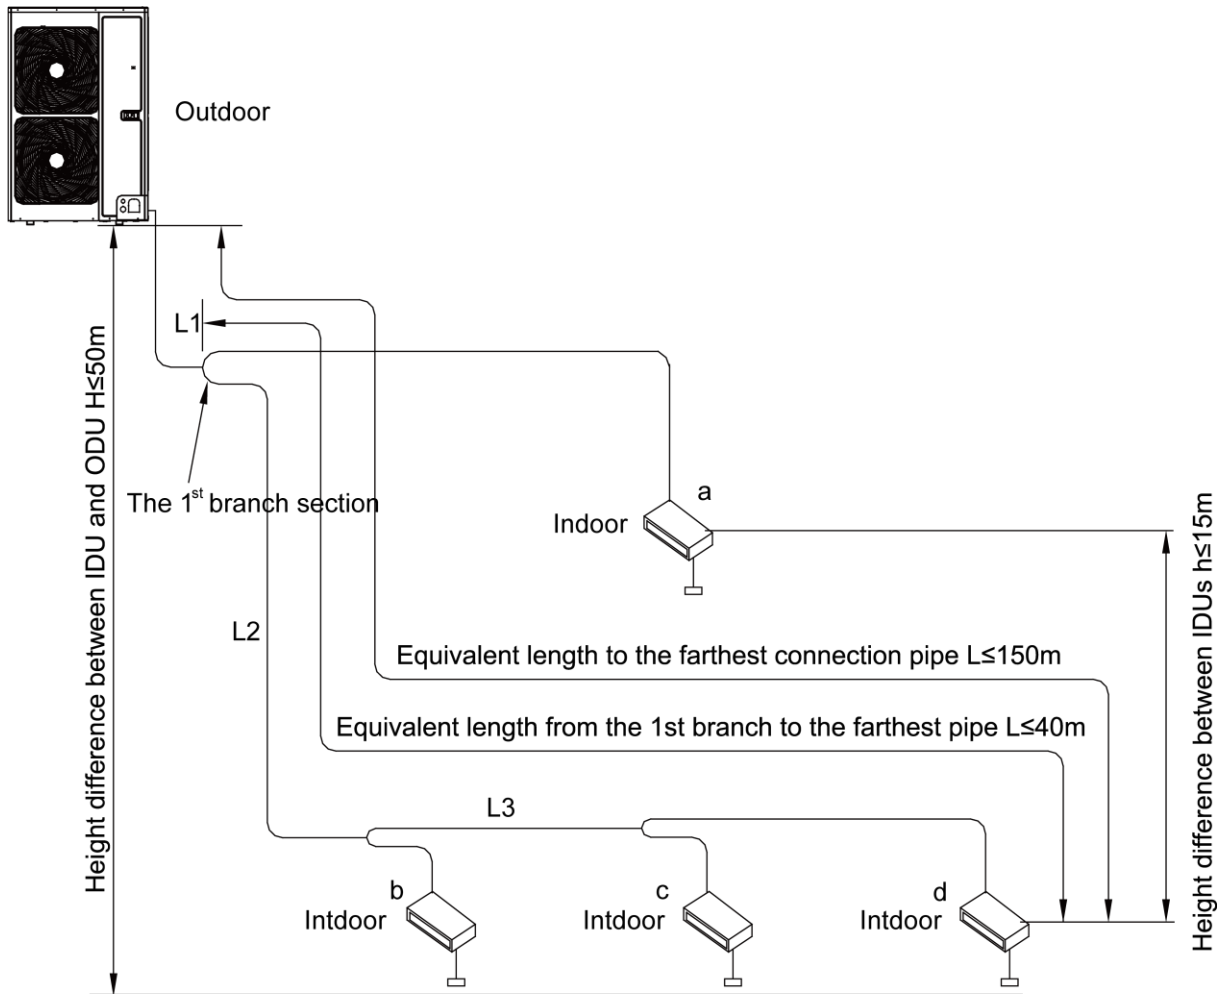 Outdoor
L1
The 1st branch section
Height difference between IDU and ODU H≤50m
a
Indoor
L2
Equivalent length to the farthest connection pipe L≤150m
Equivalent length from the 1st branch to the farthest pipe L≤40m
Height difference between IDUs h≤15m
L3
b
Intdoor
c
Intdoor
d
Intdoor